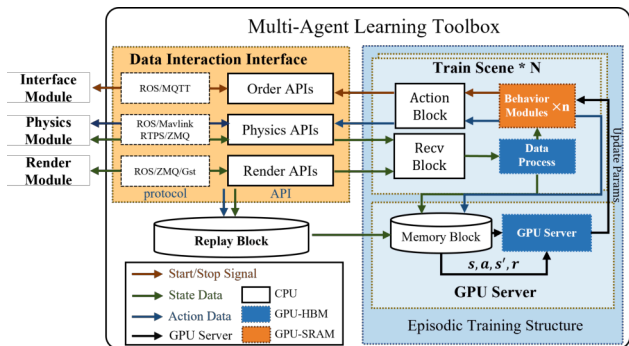 Multi-Agent Learning Toolbox
Data Interaction Interface
Train Scene * N
Interface
Module
ROS/MQTT
Order APIs
Action
Block
Behavior
Modules ×n
Physics
Module
ROS/Mavlink
RTPS/ZMQ
Physics APIs
Recv
Block
Data
Process
Render
Module
ROS/ZMQ/Gst
Render APIs
protocol
API
Update Params
Replay Block
Memory Block
GPU Server
s, a, s', r
GPU Server
Episodic Training Structure
Start/Stop Signal
State Data
CPU
Action Data
GPU-HBM
GPU Server
GPU-SRAM